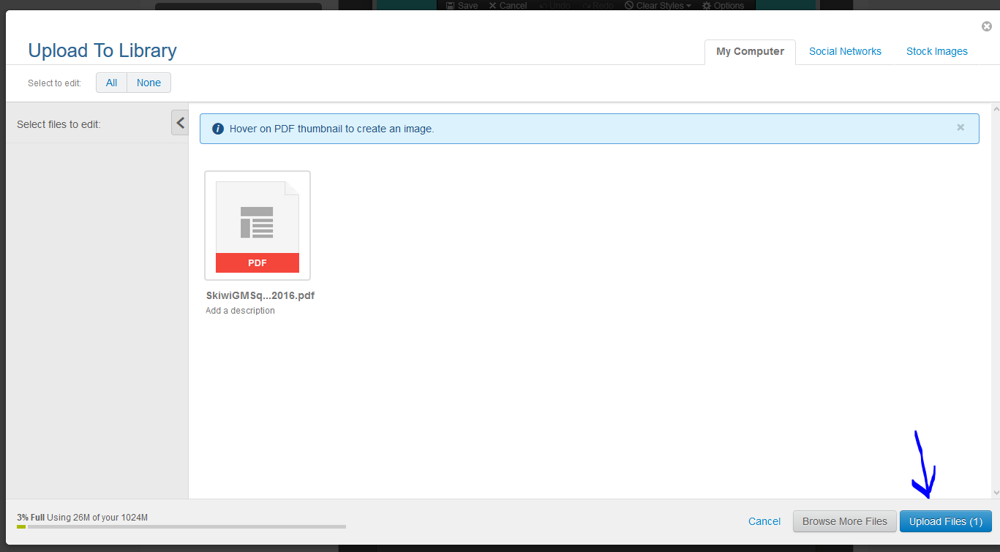 Save Cancel Undo Redo Clear Styles Options
Upload To Library
My Computer Social Networks Stock Images
Select to edit: All None
Select files to edit:
Hover on PDF thumbnail to create an image.
PDF
SkiwiGMSq...2016.pdf
Add a description
3% Full Using 26M of your 1024M
Cancel Browse More Files Upload Files (1)